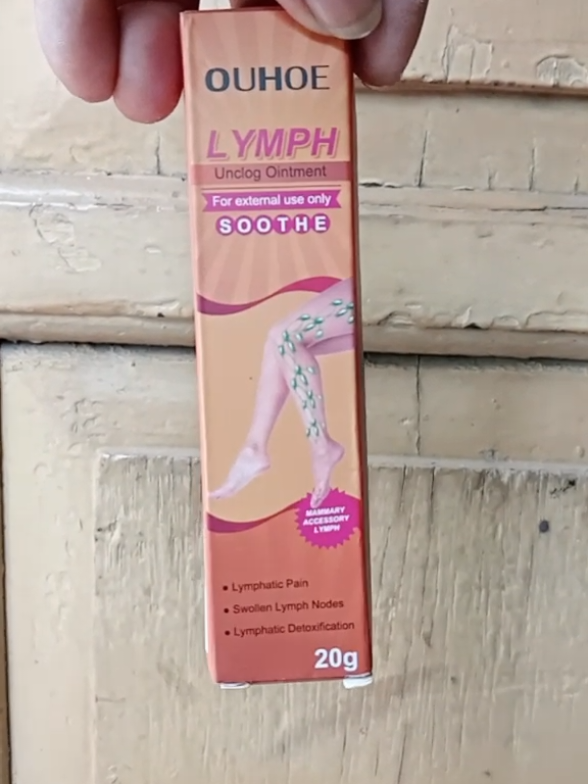 OUHOE
LYMPH
Unclog Ointment
For external use only
SOOTHE
MAMMARY
ACCESSORY
LYMPH
• Lymphatic Pain
• Swollen Lymph Nodes
• Lymphatic Detoxification
20g